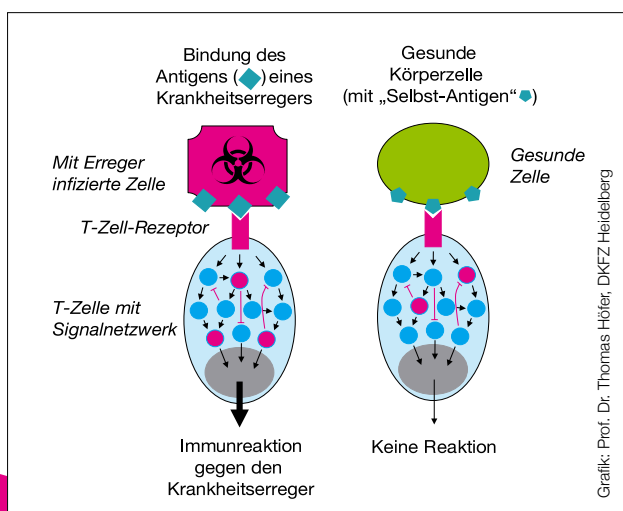 Bindung des
Antigens ( ) eines
Krankheitserregers
Gesunde
Körperzelle
(mit „Selbst-Antigen“ )
Mit Erreger
infizierte Zelle
Gesunde
Zelle
T-Zell-Rezeptor
T-Zelle mit
Signalnetzwerk
Immunreaktion
gegen den
Krankheitserreger
Keine Reaktion
Grafik: Prof. Dr. Thomas Höfer, DKFZ Heidelberg